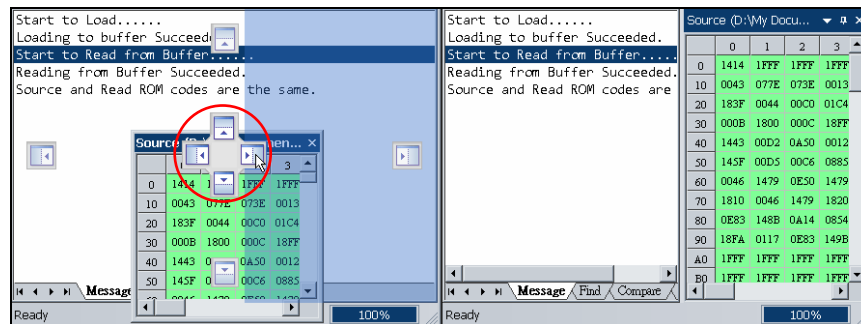 Start to Load......
Loading to buffer Succeed
Start to Read from Buffer......
Reading from Buffer Succeeded.
Source and Read ROM codes are the same.
Source (D: en...
3
0 1414 1FFF 1FFF
10 0043 077E 073E 0013
20 183F 0044 00C0 01C4
30 000B 1800 000C 18FF
40 1443 0A50 0012
50 145F 00C6 0885
Message
Ready 100%
Start to Load......
Loading to buffer Succeeded.
Start to Read from Buffer.....
Reading from Buffer Succeeded.
Source and Read ROM codes are
Message Find Compare
Ready
Source (D:\My Docu...
0 1 2 3
0 1414 1FFF 1FFF 1FFF
10 0043 077E 073E 0013
20 183F 0044 00C0 01C4
30 000B 1800 000C 18FF
40 1443 00D2 0A50 0012
50 145F 00D5 00C6 0885
60 0046 1479 0E50 1479
70 1810 0046 1479 1820
80 0E83 148B 0A14 0854
90 18FA 0117 0E83 149B
A0 1FFF 1FFF 1FFF 1FFF
B0 1FFF 1FFF 1FFF 1FFF
100%